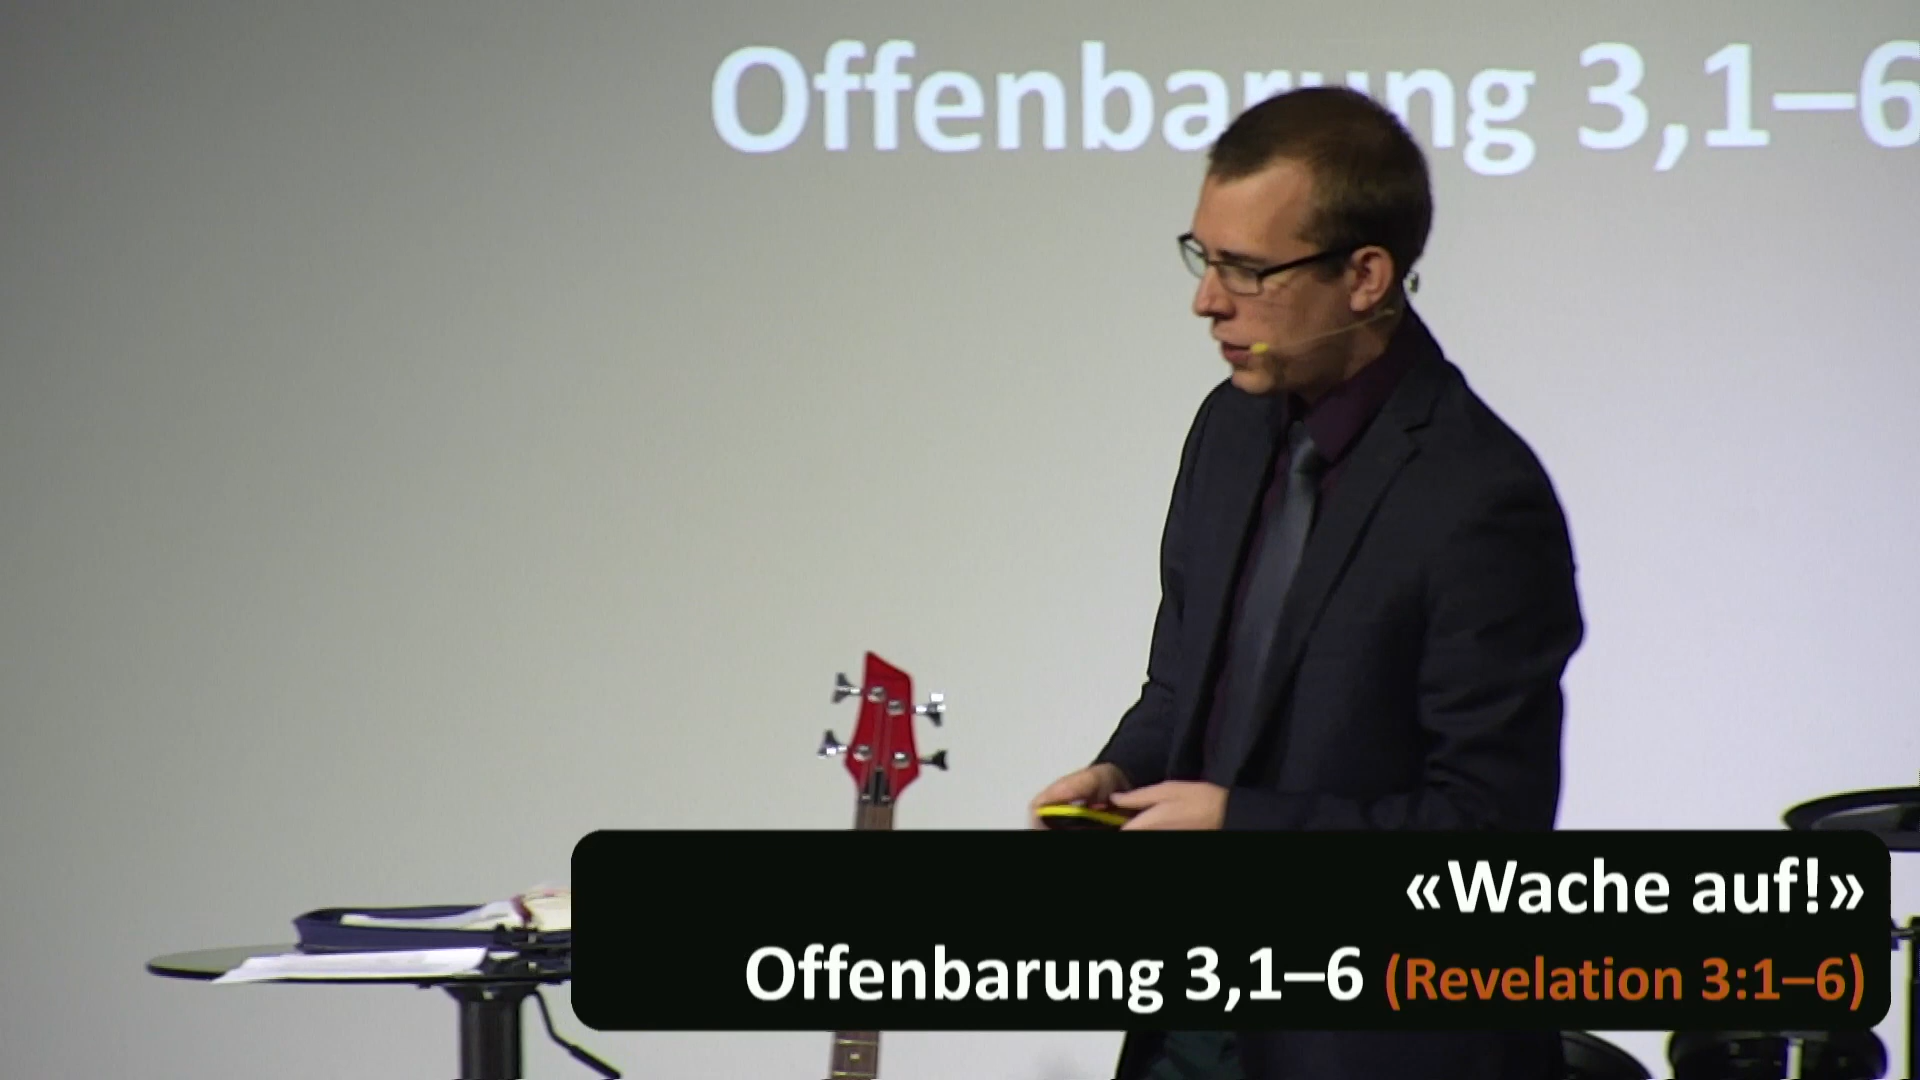 Offenbarung 3,1–6
«Wache auf!»
Offenbarung 3,1–6 (Revelation 3:1–6)